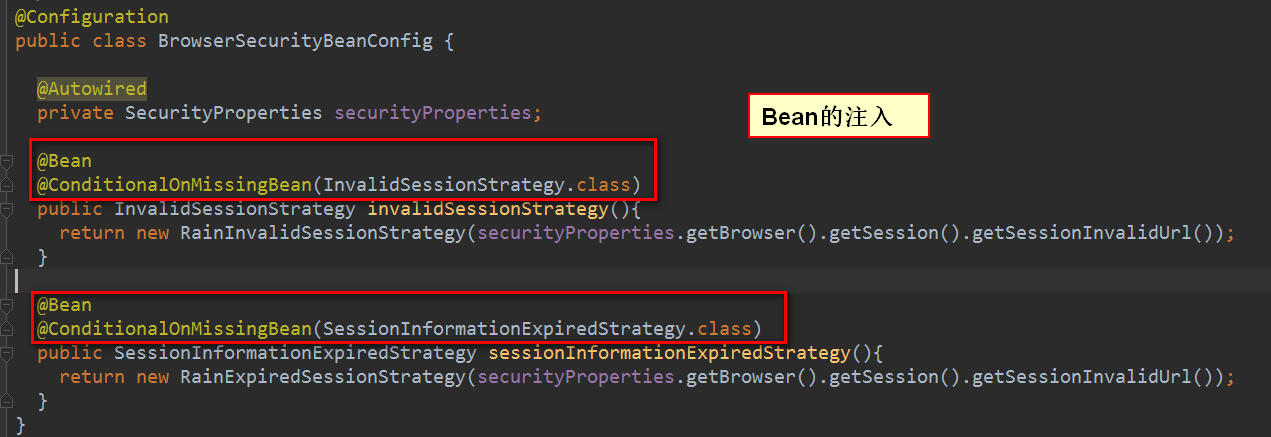 @Configuration
public class BrowserSecurityBeanConfig {
@Autowired
private SecurityProperties securityProperties;
Bean的注入
@Bean
@ConditionalOnMissingBean(InvalidSessionStrategy.class)
public InvalidSessionStrategy invalidSessionStrategy(){
return new RainInvalidSessionStrategy(securityProperties.getBrowser().getSession().getSessionInvalidUrl());
}
@Bean
@ConditionalOnMissingBean(SessionInformationExpiredStrategy.class)
public SessionInformationExpiredStrategy sessionInformationExpiredStrategy(){
return new RainExpiredSessionStrategy(securityProperties.getBrowser().getSession().getSessionInvalidUrl());
}
}